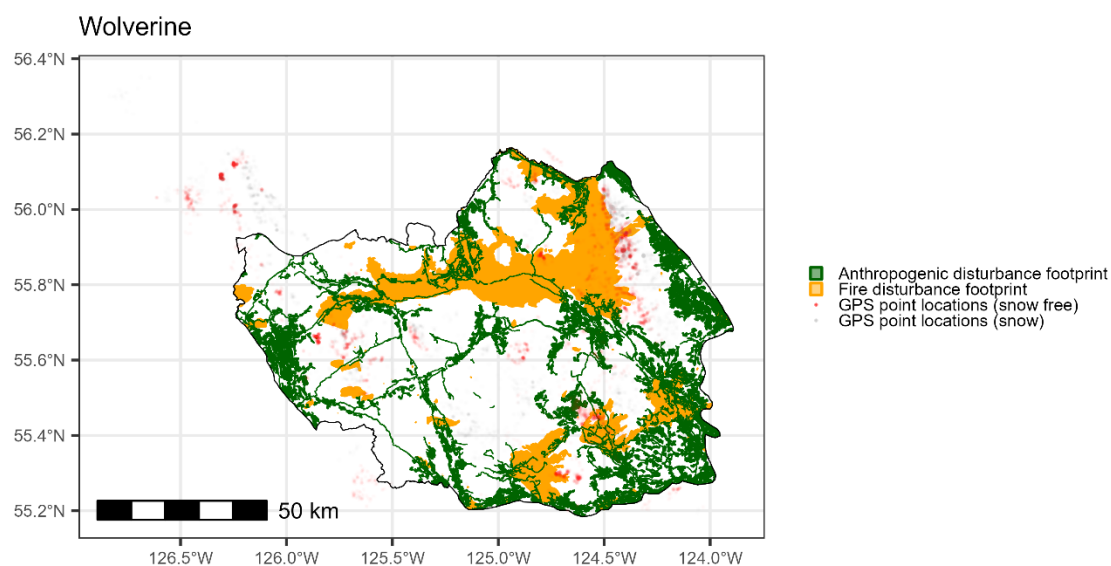 Wolverine
56.4°N
56.2°N
56.0°N
55.8°N
55.6°N
55.4°N
55.2°N
50 km
126.5°W 126.0°W 125.5°W 125.0°W 124.5°W 124.0°W
Anthropogenic disturbance footprint
Fire disturbance footprint
GPS point locations (snow free)
GPS point locations (snow)